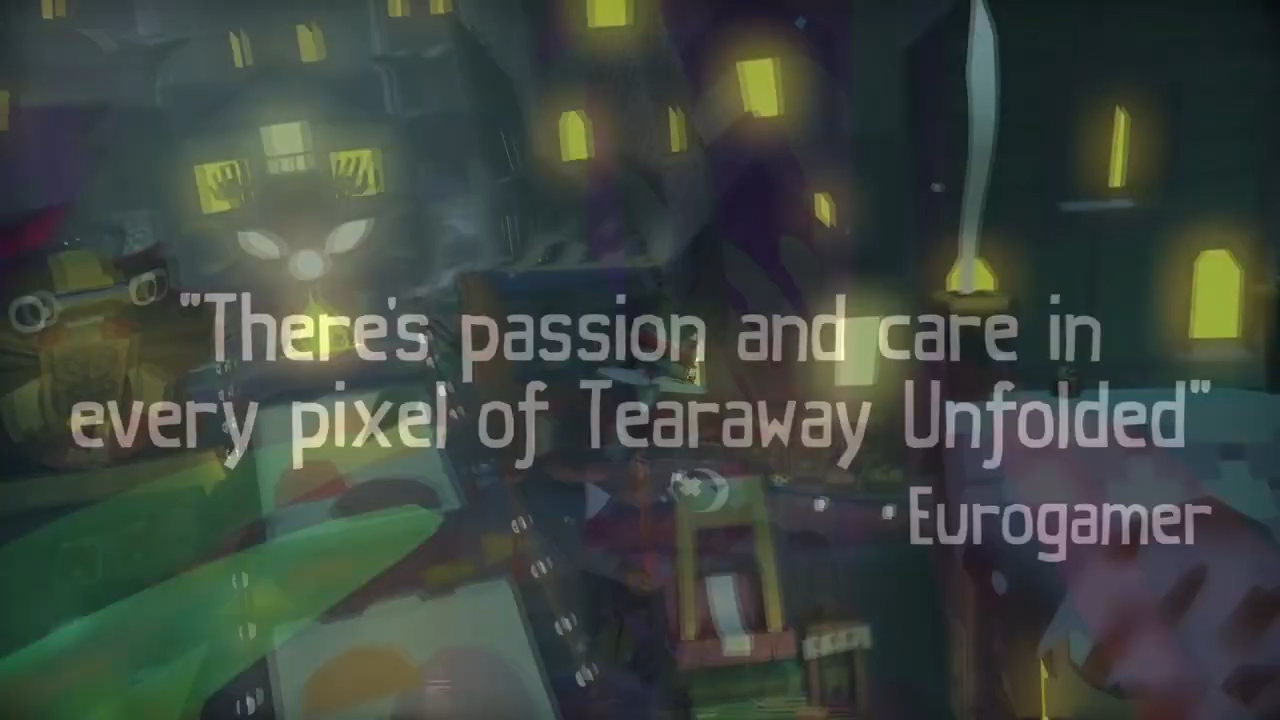 "There's passion and care in
every pixel of Tearaway Unfolded"
- Eurogamer